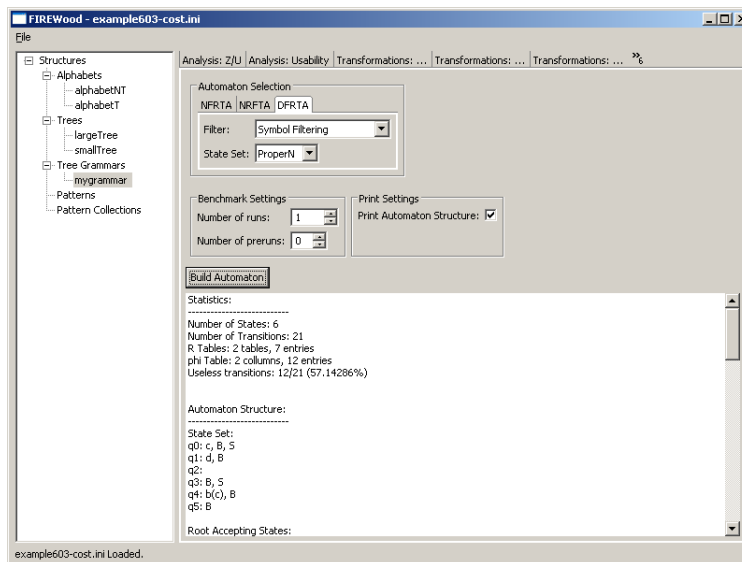 FIREWood - example603-cost.ini
File
Structures
Alphabets
alphabetNT
alphabetT
Trees
largeTree
smallTree
Tree Grammars
mygrammar
Patterns
Pattern Collections
Analysis: Z/U Analysis: Usability Transformations: ... Transformations: ... Transformations: ... »6
Automaton Selection
NFRTA NRFTA DFRTA
Filter: Symbol Filtering
State Set: ProperN
Benchmark Settings
Number of runs: 1
Number of preruns: 0
Print Settings
Print Automaton Structure:
Build Automaton
Statistics:
---------------------------
Number of States: 6
Number of Transitions: 21
R Tables: 2 tables, 7 entries
phi Table: 2 collumns, 12 entries
Useless transitions: 12/21 (57.14286%)
Automaton Structure:
---------------------------
State Set:
q0: c, B, S
q1: d, B
q2:
q3: B, S
q4: b(c), B
q5: B
Root Accepting States:
example603-cost.ini Loaded.